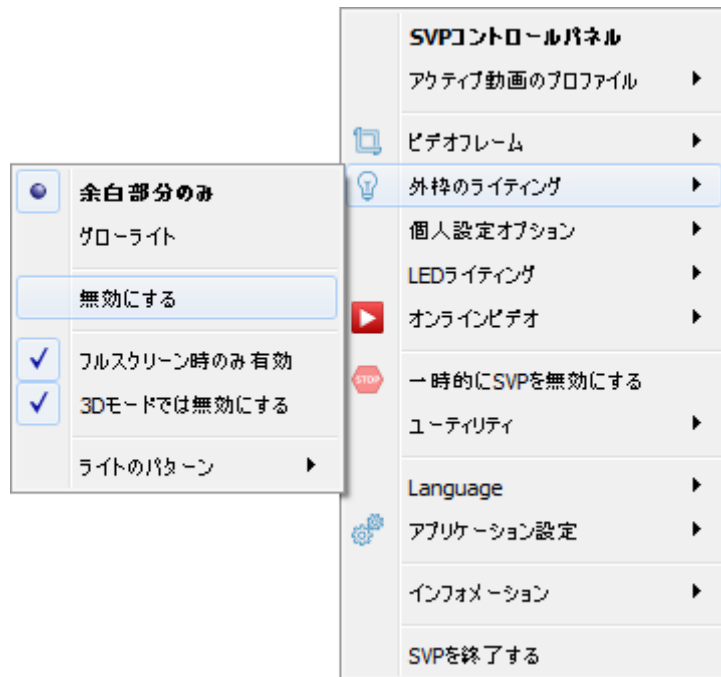 SVPコントロールパネル
アクティブ動画のプロファイル
ビデオフレーム
外枠のライティング
個人設定オプション
LEDライティング
オンラインビデオ
STOP
一時的にSVPを無効にする
ユーティリティ
Language
アプリケーション設定
インフォメーション
SVPを終了する
余白部分のみ
グローライト
無効にする
フルスクリーン時のみ有効
3Dモードでは無効にする
ライトのパターン